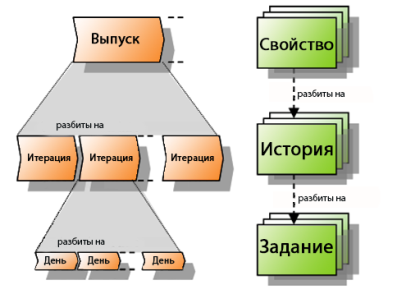 Выпуск
Свойство
разбиты на
разбиты на
Итерация
Итерация
Итерация
История
разбиты на
разбиты на
День
День
День
Задание